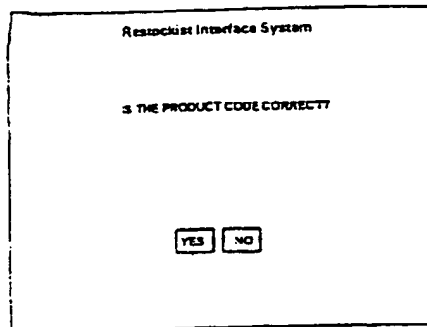 Restockist Interface System
IS THE PRODUCT CODE CORRECT?
YES NO